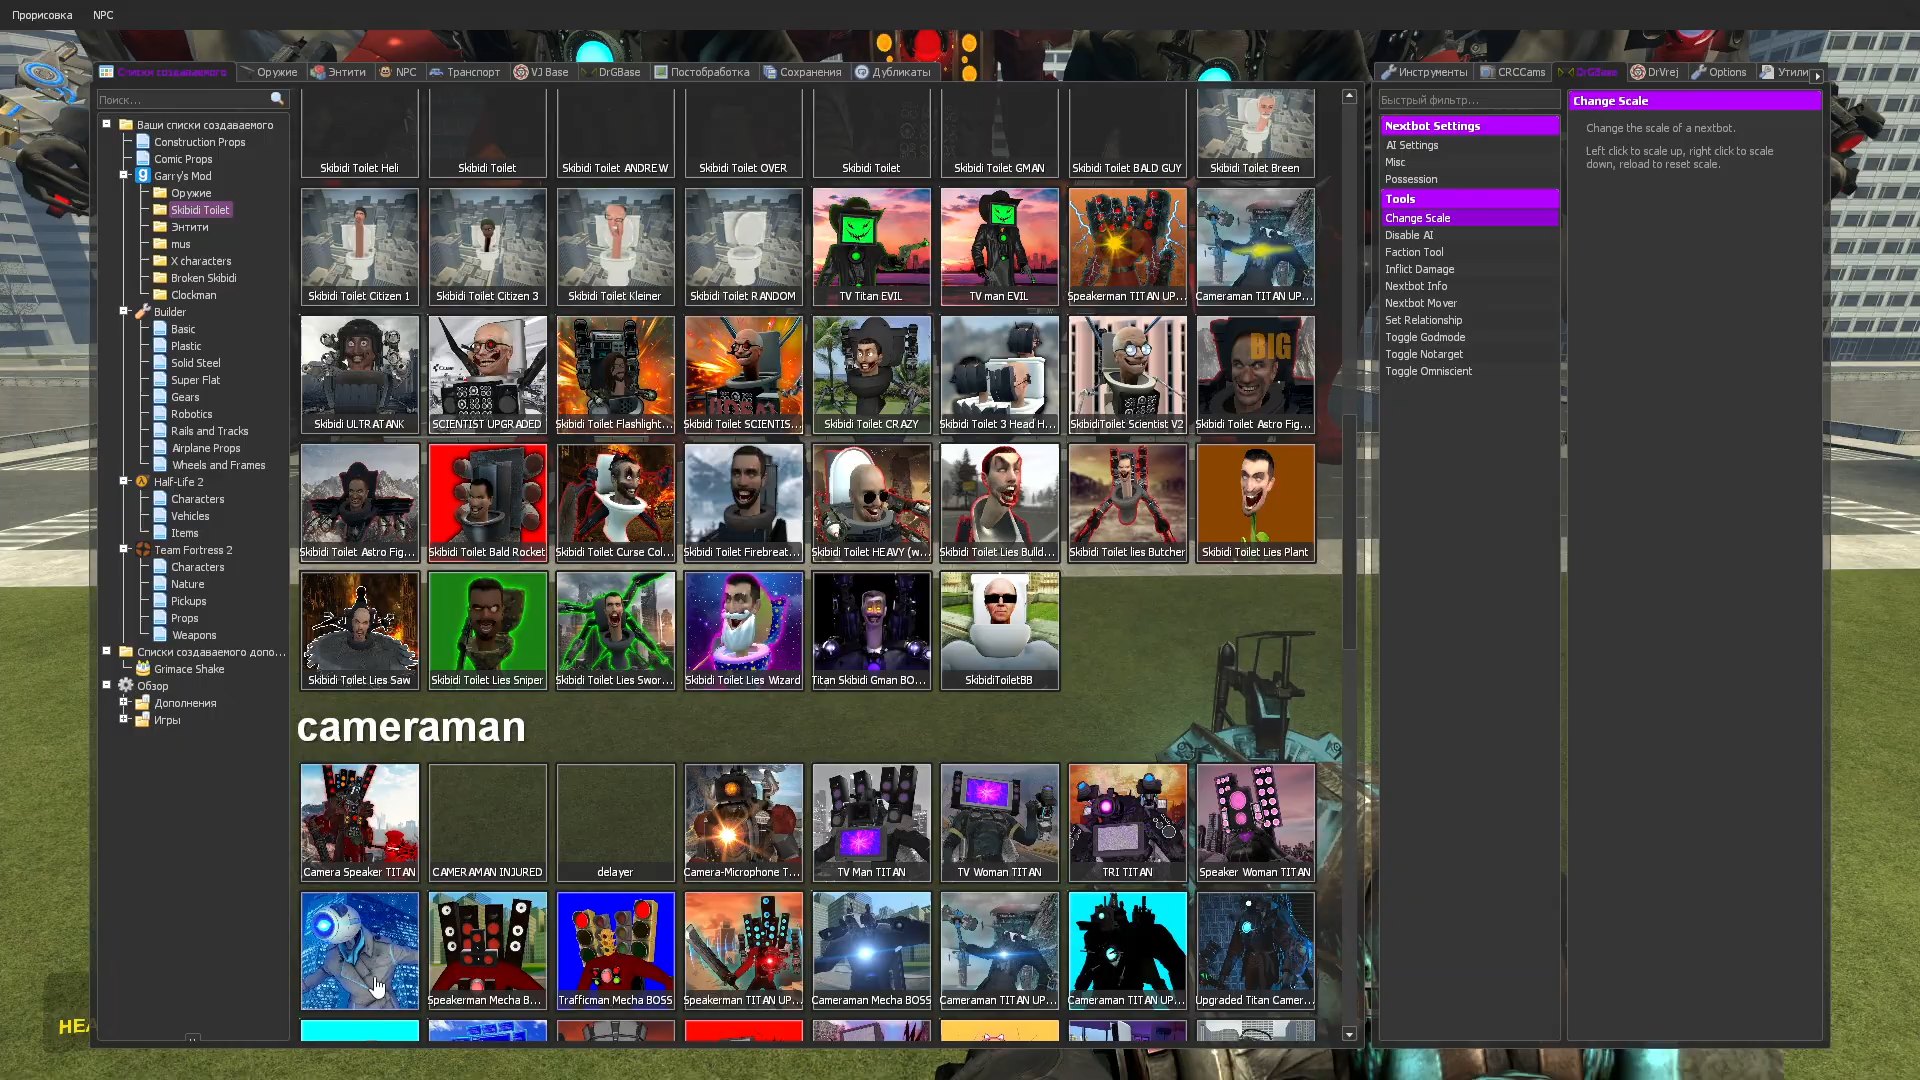 Прорисовка NPC
Списки создаваемого Оружие Энтити NPC Транспорт VJ Base DrGBase Постобработка Сохранения Дубликаты
Инструменты CRCCams DrGBase DrVrej Options Утили
Поиск...
Ваши списки создаваемого
Construction Props
Comic Props
Garry's Mod
Оружие
Skibidi Toilet
Энтити
mus
X characters
Broken Skibidi
Clockman
Builder
Basic
Plastic
Solid Steel
Super Flat
Gears
Robotics
Rails and Tracks
Airplane Props
Wheels and Frames
Half-Life 2
Characters
Vehicles
Items
Team Fortress 2
Characters
Nature
Pickups
Props
Weapons
Списки создаваемого допо...
Grimace Shake
Обзор
Дополнения
Игры
HEA
Skibidi Toilet Heli Skibidi Toilet Skibidi Toilet ANDREW Skibidi Toilet OVER Skibidi Toilet Skibidi Toilet GMAN Skibidi Toilet BALD GUY Skibidi Toilet Breen
Skibidi Toilet Citizen 1 Skibidi Toilet Citizen 3 Skibidi Toilet Kleiner Skibidi Toilet RANDOM TV Titan EVIL TV man EVIL Speakerman TITAN UP... Cameraman TITAN UP...
BIG
Skibidi ULTRATANK SCIENTIST UPGRADED Skibidi Toilet Flashlight... Skibidi Toilet SCIENTIS... Skibidi Toilet CRAZY Skibidi Toilet 3 Head H... SkibidiToilet Scientist V2 Skibidi Toilet Astro Fig...
Skibidi Toilet Astro Fig... Skibidi Toilet Bald Rocket Skibidi Toilet Curse Col... Skibidi Toilet Firebreat... Skibidi Toilet HEAVY (w... Skibidi Toilet Lies Bulld... Skibidi Toilet lies Butcher Skibidi Toilet Lies Plant
Skibidi Toilet Lies Saw Skibidi Toilet Lies Sniper Skibidi Toilet Lies Swor... Skibidi Toilet Lies Wizard Titan Skibidi Gman BO... SkibidiToiletBB
cameraman
Camera Speaker TITAN CAMERAMAN INJURED delayer Camera-Microphone T... TV Man TITAN TV Woman TITAN TRI TITAN Speaker Woman TITAN
Speakerman Mecha B... Trafficman Mecha BOSS Speakerman TITAN UP... Cameraman Mecha BOSS Cameraman TITAN UP... Cameraman TITAN UP... Upgraded Titan Camer...
Быстрый фильтр...
Nextbot Settings
AI Settings
Misc
Possession
Tools
Change Scale
Disable AI
Faction Tool
Inflict Damage
Nextbot Info
Nextbot Mover
Set Relationship
Toggle Godmode
Toggle Notarget
Toggle Omniscient
Change Scale
Change the scale of a nextbot.
Left click to scale up, right click to scale
down, reload to reset scale.